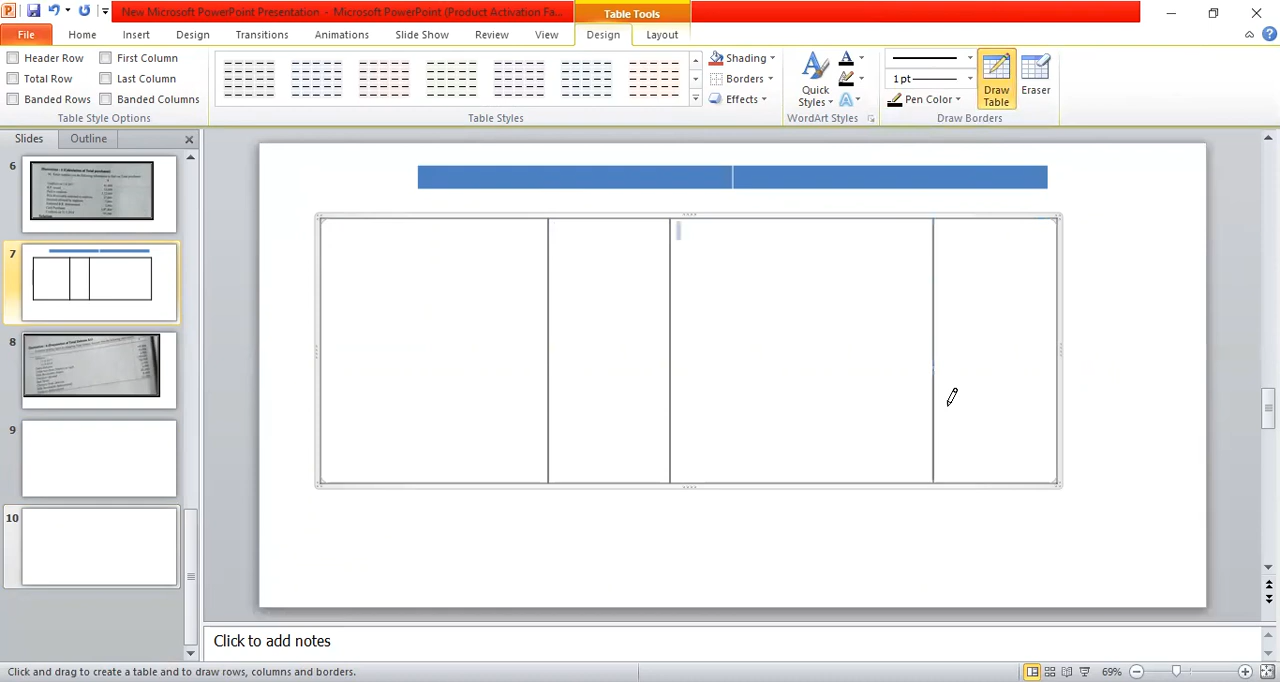 New Microsoft PowerPoint Presentation - Microsoft PowerPoint (Product Activation Fa...
Table Tools
File Home Insert Design Transitions Animations Slide Show Review View Design Layout
Header Row First Column
Total Row Last Column
Banded Rows Banded Columns
Table Style Options
Table Styles
Shading
Borders
Effects
Quick
Styles
WordArt Styles
1 pt
Pen Color
Draw
Table
Eraser
Draw Borders
Slides Outline
6
7
8
9
10
Click to add notes
Click and drag to create a table and to draw rows, columns and borders.
69%